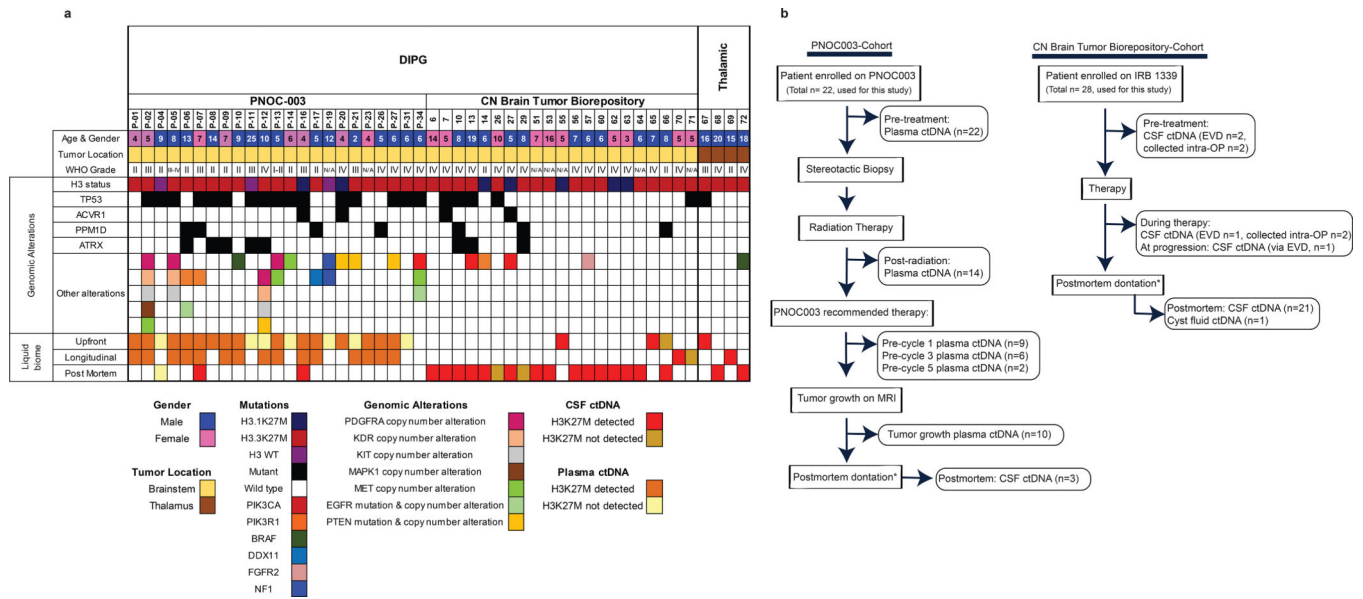 a
DIPG
Thalamic
PNOC-003
CN Brain Tumor Biorepository
P-01 P-02 P-04 P-05 P-06 P-07 P-08 P-09 P-10 P-11 P-12 P-13 P-14 P-16 P-17 P-19 P-20 P-21 P-23 P-26 P-27 P-31 P-34 6 7 10 13 14 26 27 29 51 53 55 56 57 60 62 63 64 65 66 70 71 67 68 69 72
Age & Gender 4 5 9 8 13 7 14 7 9 25 10 5 6 4 5 12 4 2 4 5 6 6 6 14 5 8 19 6 10 5 8 7 16 5 7 6 6 5 3 6 7 8 5 5 16 20 15 18
Tumor Location
WHO Grade
Genomic Alterations
H3 status
TP53
ACVR1
PPM1D
ATRX
Other alterations
Liquid biome
Upfront
Longitudinal
Post Mortem
Gender
Male
Female
Tumor Location
Brainstem
Thalamus
Mutations
H3.1K27M
H3.3K27M
H3 WT
Mutant
Wild type
PIK3CA
PIK3R1
BRAF
DDX11
FGFR2
NF1
Genomic Alterations
PDGFRA copy number alteration
KDR copy number alteration
KIT copy number alteration
MAPK1 copy number alteration
MET copy number alteration
EGFR mutation & copy number alteration
PTEN mutation & copy number alteration
CSF ctDNA
H3K27M detected
H3K27M not detected
Plasma ctDNA
H3K27M detected
H3K27M not detected
b
PNOC003-Cohort
Patient enrolled on PNOC003
(Total n= 22, used for this study)
Pre-treatment:
Plasma ctDNA (n=22)
Stereotactic Biopsy
Radiation Therapy
Post-radiation:
Plasma ctDNA (n=14)
PNOC003 recommended therapy:
Pre-cycle 1 plasma ctDNA (n=9)
Pre-cycle 3 plasma ctDNA (n=6)
Pre-cycle 5 plasma ctDNA (n=2)
Tumor growth on MRI
Tumor growth plasma ctDNA (n=10)
Postmortem dontation*
Postmortem: CSF ctDNA (n=3)
CN Brain Tumor Biorepository-Cohort
Patient enrolled on IRB 1339
(Total n= 28, used for this study)
Pre-treatment:
CSF ctDNA (EVD n=2,
collected intra-OP n=2)
Therapy
During therapy:
CSF ctDNA (EVD n=1, collected intra-OP n=2)
At progression: CSF ctDNA (via EVD, n=1)
Postmortem dontation*
Postmortem: CSF ctDNA (n=21)
Cyst fluid ctDNA (n=1)